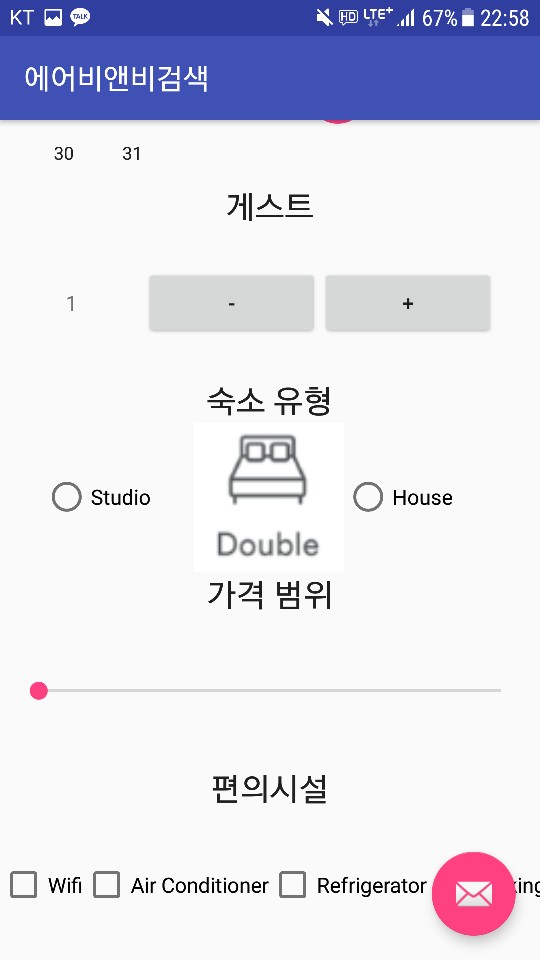 KT TALK HD LTE+ 67% 22:58
에어비앤비검색
30 31
게스트
1 - +
숙소 유형
Studio Double House
가격 범위
편의시설
Wifi Air Conditioner Refrigerator